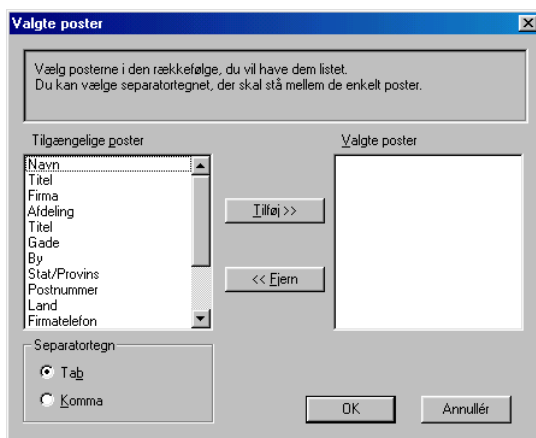 Valgte poster
Vælg posterne i den rækkefølge, du vil have dem listet.
Du kan vælge separatortegnet, der skal stå mellem de enkelt poster.
Tilgængelige poster
Navn
Titel
Firma
Afdeling
Titel
Gade
By
Stat/Provins
Postnummer
Land
Firmatelefon
Tilføj >>
<< Fjern
Valgte poster
Separatortegn
Tab
Komma
OK
Annullér